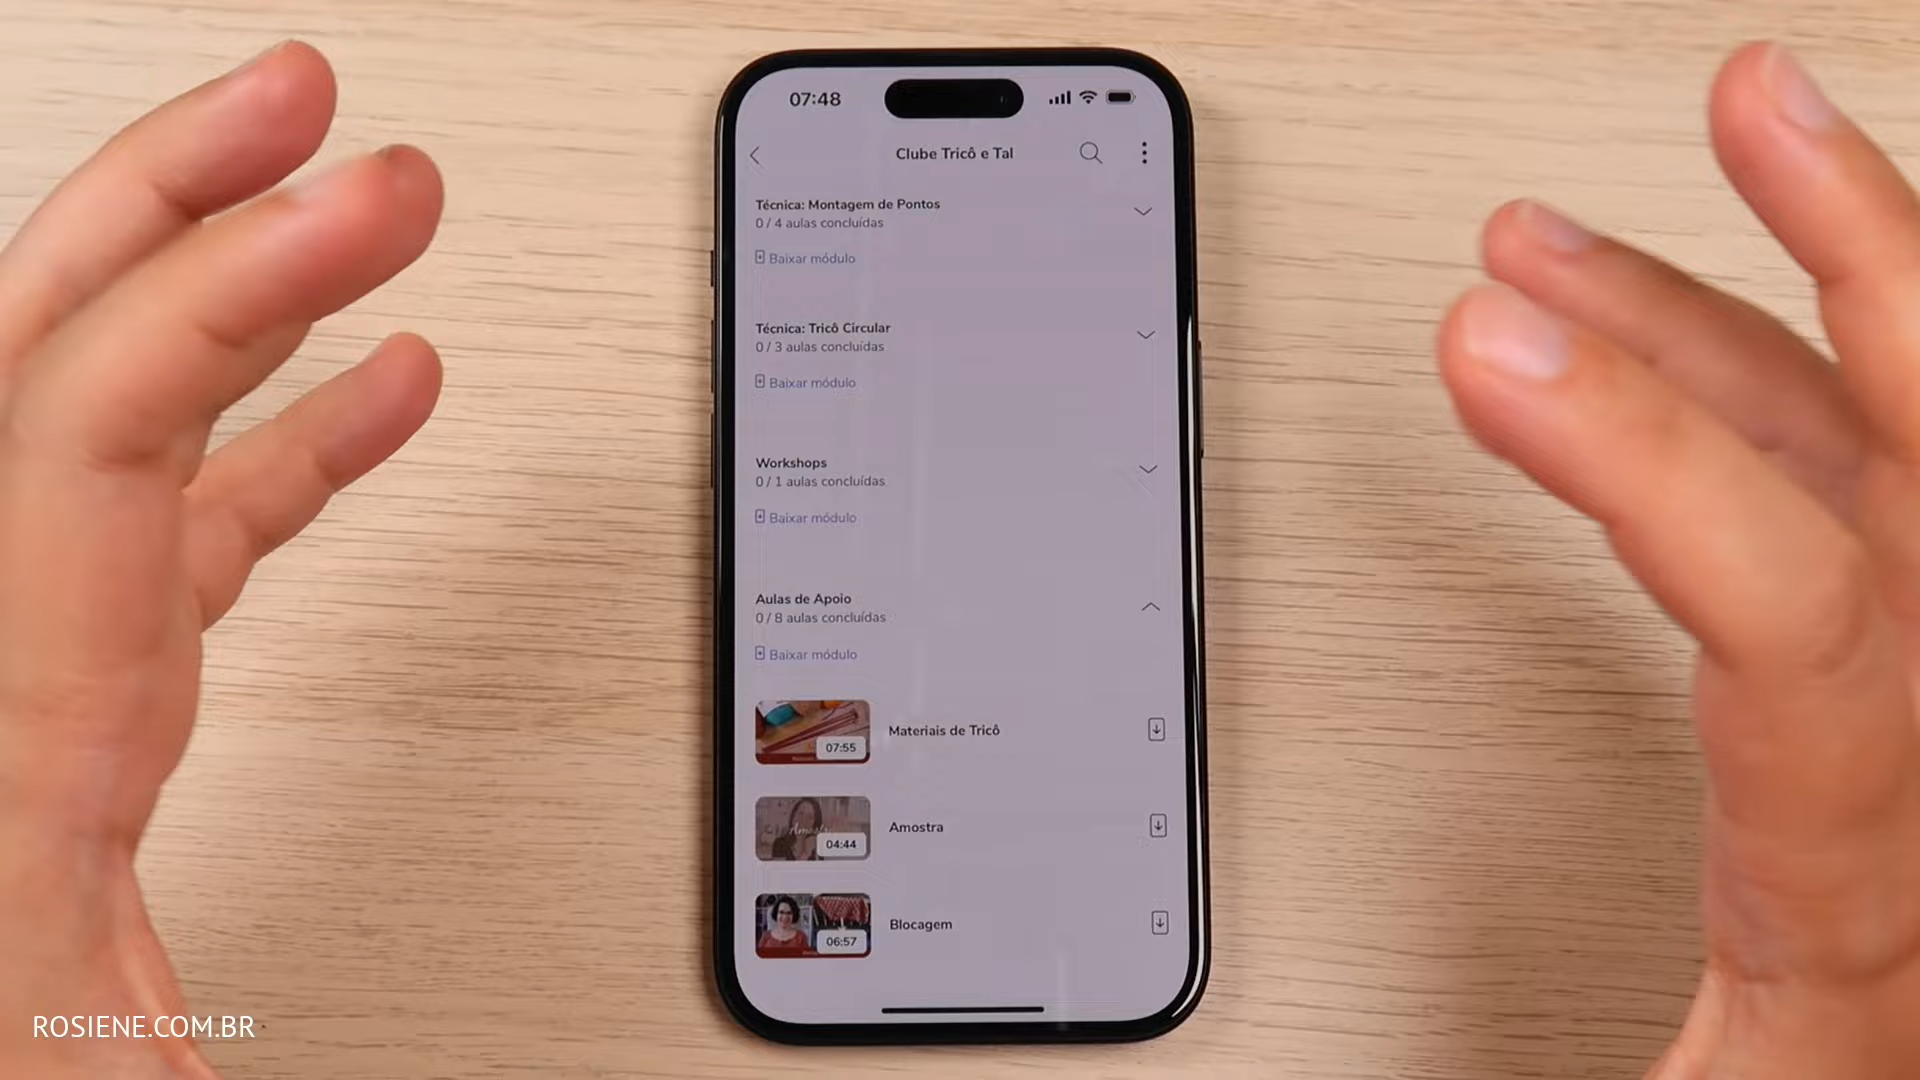 07:48
Clube Tricô e Tal
Técnica: Montagem de Pontos
0 / 4 aulas concluídas
Baixar módulo
Técnica: Tricô Circular
0 / 3 aulas concluídas
Baixar módulo
Workshops
0 / 1 aulas concluídas
Baixar módulo
Aulas de Apoio
0 / 8 aulas concluídas
Baixar módulo
07:55
Materiais de Tricô
04:44
Amostra
06:57
Blocagem
ROSIENE.COM.BR